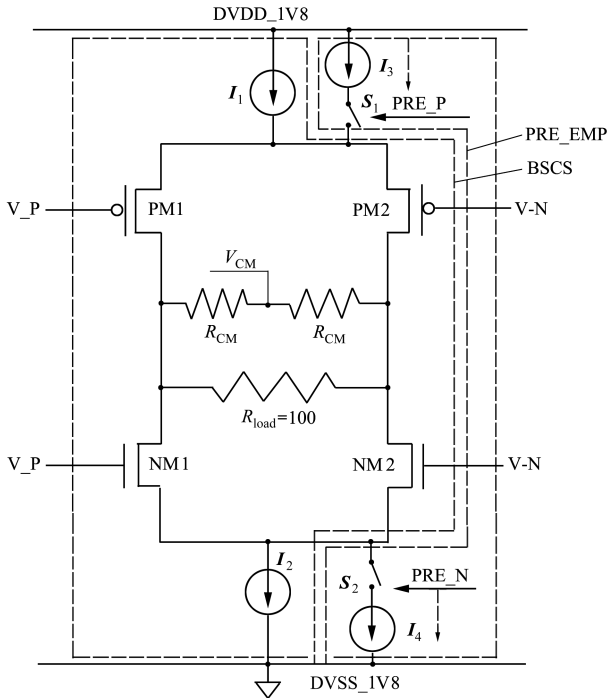 DVDD_1V8
I1
I3
S1
PRE_P
PRE_EMP
BSCS
V_P
PM1
PM2
V-N
VCM
RCM
RCM
Rload=100
V_P
NM1
NM2
V-N
I2
S2
PRE_N
I4
DVSS_1V8